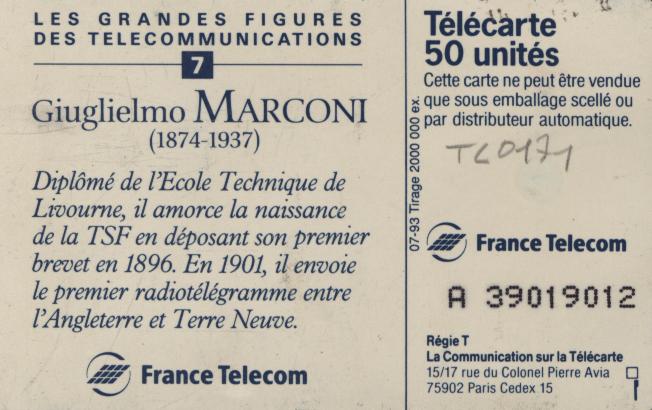 LES GRANDES FIGURES
DES TELECOMMUNICATIONS
7
Giuglielmo MARCONI
(1874-1937)
Diplômé de l'Ecole Technique de
Livourne, il amorce la naissance
de la TSF en déposant son premier
brevet en 1896. En 1901, il envoie
le premier radiotélégramme entre
l'Angleterre et Terre Neuve.
France Telecom
07-93 Tirage 2000 000 ex.
Télécarte
50 unités
Cette carte ne peut être vendue
que sous emballage scellé ou
par distributeur automatique.
TC0171
France Telecom
A 39019012
Régie T
La Communication sur la Télécarte
15/17 rue du Colonel Pierre Avia
75902 Paris Cedex 15